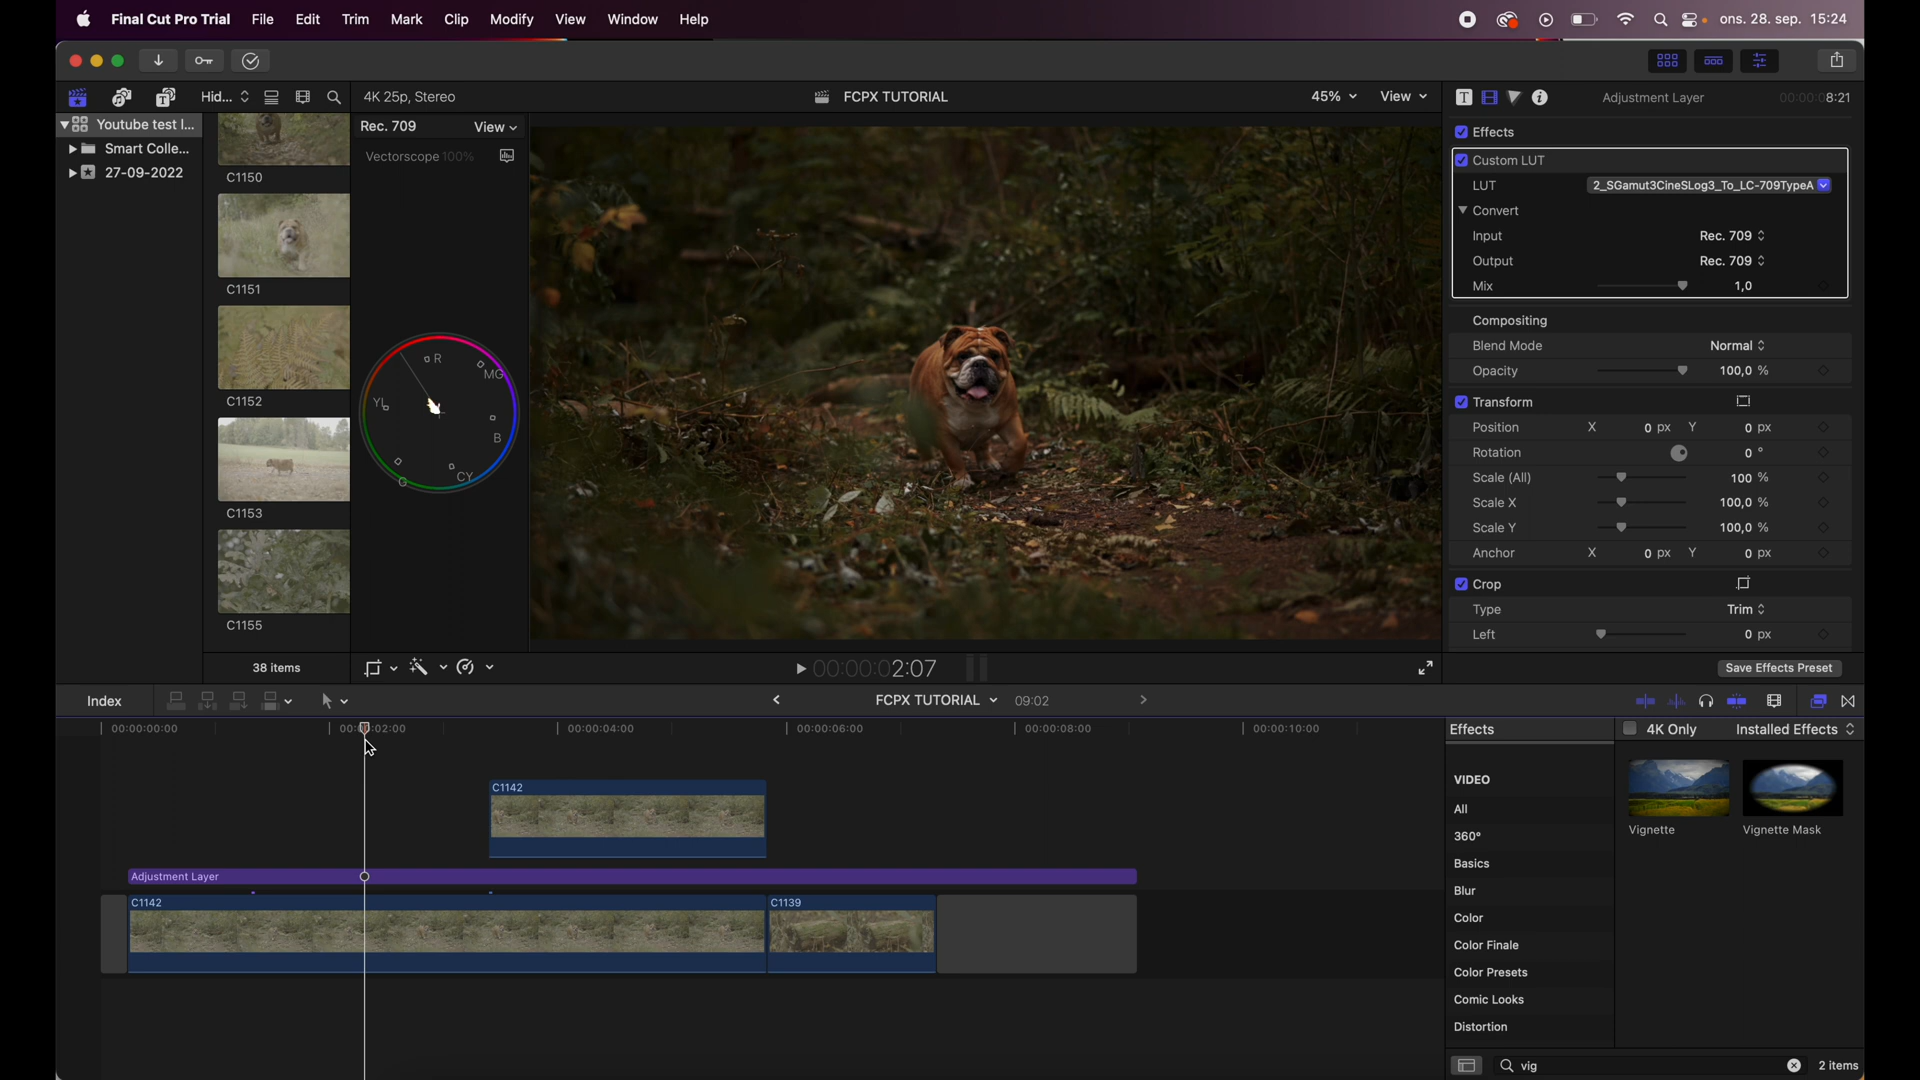 Final Cut Pro Trial File Edit Trim Mark Clip Modify View Window Help ons. 28. sep. 15:24
Hid... 4K 25p, Stereo FCPX TUTORIAL 45% View Adjustment Layer 00:00:08:21
Youtube test l...
Smart Colle...
27-09-2022
C1150
C1151
C1152
C1153
C1155
38 items
Rec. 709 View
Vectorscope 100%
R
MG
YL
B
CY
G
00:00:02:07
Effects
Custom LUT
LUT 2_SGamut3CineSLog3_To_LC-709TypeA
Convert
Input Rec. 709
Output Rec. 709
Mix 1,0
Compositing
Blend Mode Normal
Opacity 100,0 %
Transform
Position X 0 px Y 0 px
Rotation 0 °
Scale (All) 100 %
Scale X 100,0 %
Scale Y 100,0 %
Anchor X 0 px Y 0 px
Crop
Type Trim
Left 0 px
Save Effects Preset
Index FCPX TUTORIAL 09:02
00:00:00:00 00:00:02:00 00:00:04:00 00:00:06:00 00:00:08:00 00:00:10:00
C1142
Adjustment Layer
C1142 C1139
Effects 4K Only Installed Effects
VIDEO
All
360°
Basics
Blur
Color
Color Finale
Color Presets
Comic Looks
Distortion
Vignette Vignette Mask
vig 2 items